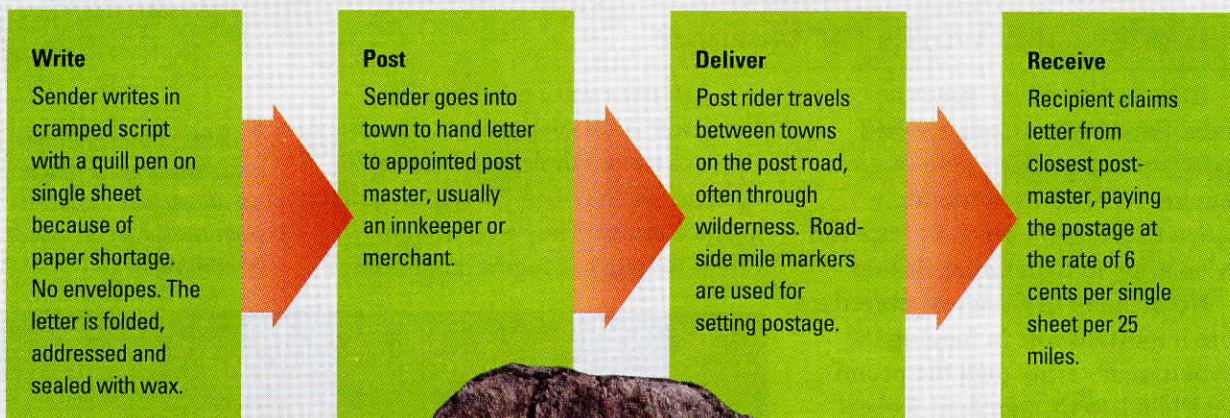 Write
Sender writes in
cramped script
with a quill pen on
single sheet
because of
paper shortage.
No envelopes. The
letter is folded,
addressed and
sealed with wax.
Post
Sender goes into
town to hand letter
to appointed post
master, usually
an innkeeper or
merchant.
Deliver
Post rider travels
between towns
on the post road,
often through
wilderness. Road-
side mile markers
are used for
setting postage.
Receive
Recipient claims
letter from
closest post-
master, paying
the postage at
the rate of 6
cents per single
sheet per 25
miles.